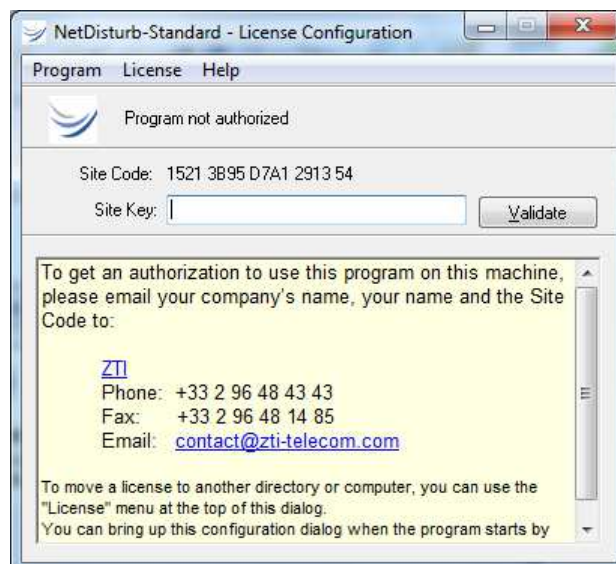 NetDisturb-Standard - License Configuration
Program License Help
Program not authorized
Site Code: 1521 3B95 D7A1 2913 54
Site Key:
Validate
To get an authorization to use this program on this machine,
please email your company's name, your name and the Site
Code to:
ZTI
Phone: +33 2 96 48 43 43
Fax: +33 2 96 48 14 85
Email: contact@zti-telecom.com
To move a license to another directory or computer, you can use the
"License" menu at the top of this dialog.
You can bring up this configuration dialog when the program starts by